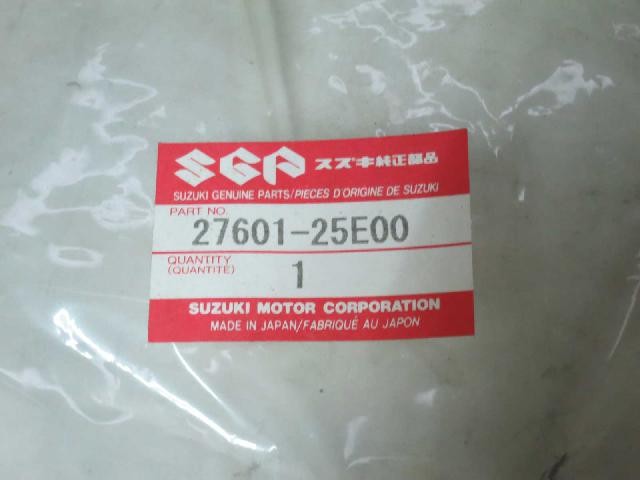 SGP スズキ純正部品
SUZUKI GENUINE PARTS/PIECES D'ORIGINE DE SUZUKI
PART NO.
27601-25E00
QUANTITY
(QUANTITÉ)
1
SUZUKI MOTOR CORPORATION
MADE IN JAPAN/FABRIQUÉ AU JAPON